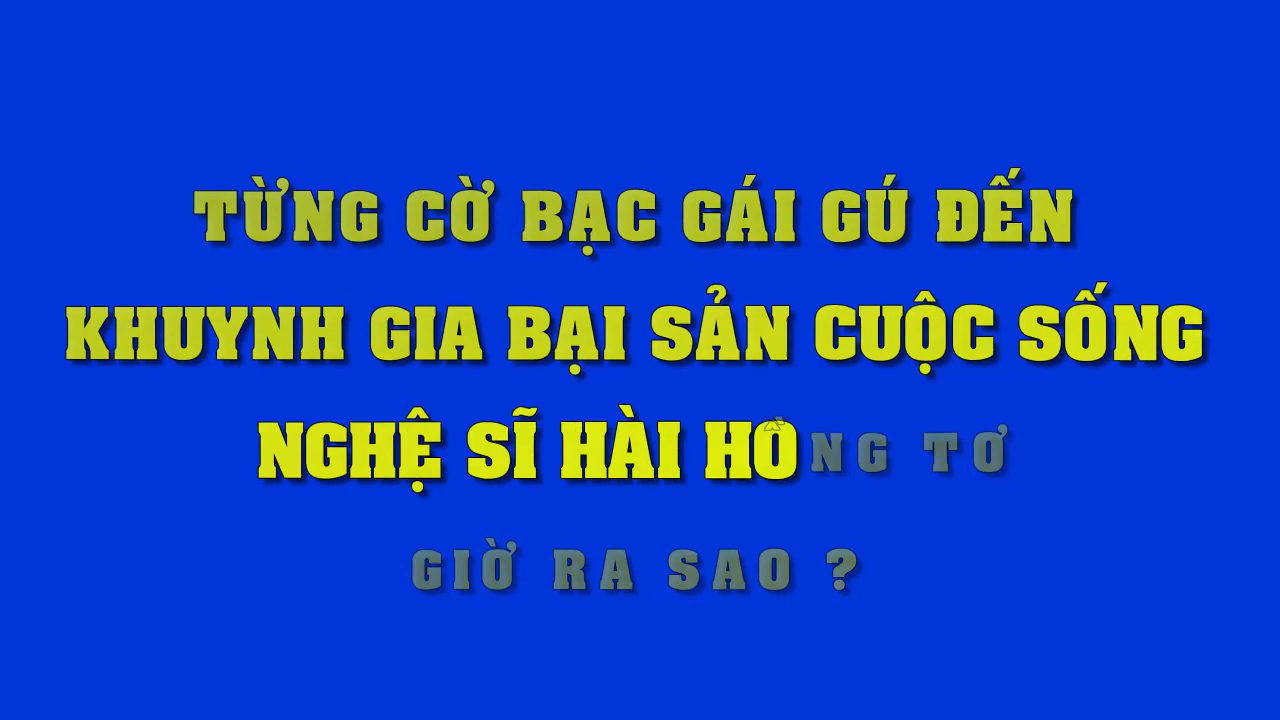 TỪNG CỜ BẠC GÁI GÚ ĐẾN
KHUYNH GIA BẠI SẢN CUỘC SỐNG
NGHỆ SĨ HÀI HỒNG TƠ
GIỜ RA SAO ?